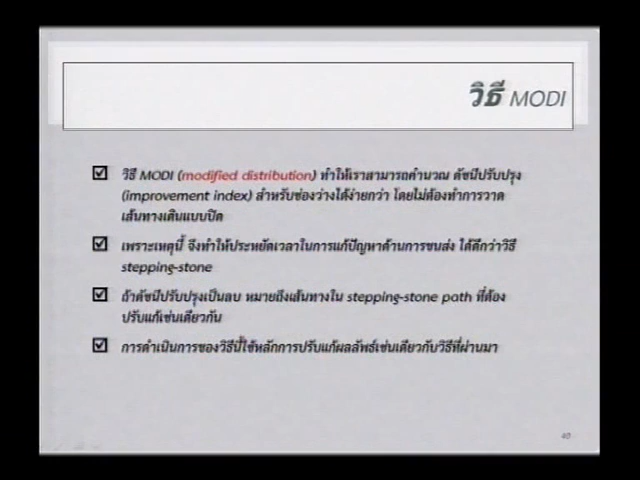 วิธี MODI
วิธี MODI (modified distribution) ทำให้เราสามารถคำนวณ ดัชนีปรับปรุง
(improvement index) สำหรับช่องว่างได้ง่ายกว่า โดยไม่ต้องทำการวาด
เส้นทางเดินแบบปิด
เพราะเหตุนี้ จึงทำให้ประหยัดเวลาในการแก้ปัญหาด้านการขนส่ง ได้ดีกว่าวิธี
stepping-stone
ถ้าดัชนีปรับปรุงเป็นลบ หมายถึงเส้นทางใน stepping-stone path ที่ต้อง
ปรับแก้เช่นเดียวกัน
การดำเนินการของวิธีนี้ใช้หลักการปรับแก้ผลลัพธ์เช่นเดียวกับวิธีที่ผ่านมา
40